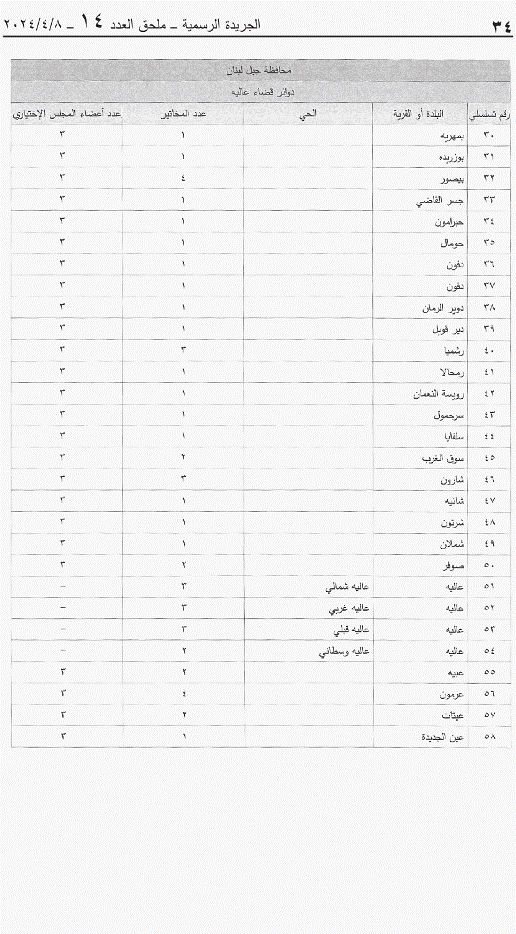 ٣٤ الجريدة الرسمية ــ ملحق العدد ١٤ ــ ٢٠٢٤/٤/٨
محافظة جبل لبنان
دوائر قضاء عاليه
رقم تسلسلي البلدة أو القرية الحي عدد المخاتير عدد أعضاء المجلس الإختياري
٣٠ بمهريه ١ ٣
٣١ بوزريده ١ ٣
٣٢ بيصور ٤ ٣
٣٣ جسر القاضي ١ ٣
٣٤ حبرامون ١ ٣
٣٥ حومال ١ ٣
٣٦ دفون ١ ٣
٣٧ دفون ١ ٣
٣٨ دوير الرمان ١ ٣
٣٩ دير قوبل ١ ٣
٤٠ رشميا ٣ ٣
٤١ رمحالا ١ ٣
٤٢ رويسة النعمان ١ ٣
٤٣ سرحمول ١ ٣
٤٤ سلفايا ١ ٣
٤٥ سوق الغرب ٢ ٣
٤٦ شارون ٣ ٣
٤٧ شانيه ١ ٣
٤٨ شرتون ١ ٣
٤٩ شملان ١ ٣
٥٠ صوفر ٢ ٣
٥١ عاليه عاليه شمالي ٣ –
٥٢ عاليه عاليه غربي ٣ –
٥٣ عاليه عاليه قبلي ٣ –
٥٤ عاليه عاليه وسطاني ٢ –
٥٥ عبيه ٢ ٣
٥٦ عرمون ٤ ٣
٥٧ عيتات ٢ ٣
٥٨ عين الجديدة ١ ٣